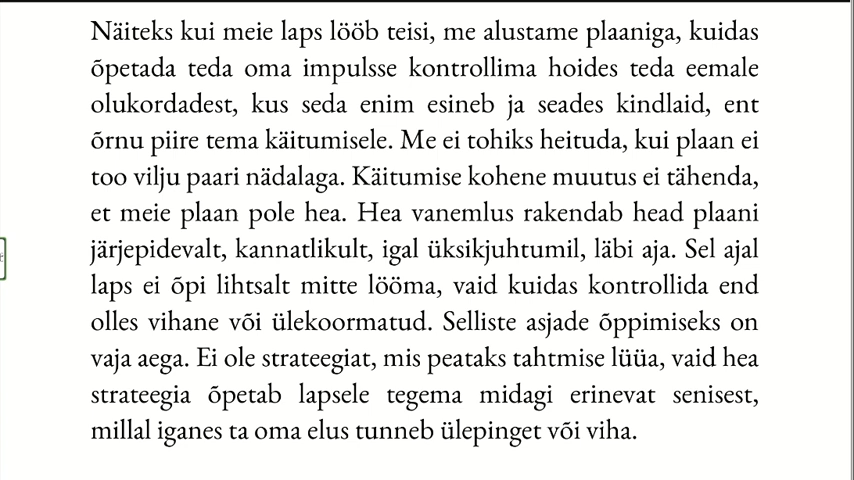 Näiteks kui meie laps lööb teisi, me alustame plaaniga, kuidas
õpetada teda oma impulsse kontrollima hoides teda eemale
olukordadest, kus seda enim esineb ja seades kindlaid, ent
õrnu piire tema käitumisele. Me ei tohiks heituda, kui plaan ei
too vilju paari nädalaga. Käitumise kohene muutus ei tähenda,
et meie plaan pole hea. Hea vanemlus rakendab head plaani
järjepidevalt, kannatlikult, igal üksikjuhtumil, läbi aja. Sel ajal
laps ei õpi lihtsalt mitte lööma, vaid kuidas kontrollida end
olles vihane või ülekoormatud. Selliste asjade õppimiseks on
vaja aega. Ei ole strateegiat, mis peataks tahtmise lüüa, vaid hea
strateegia õpetab lapsele tegema midagi erinevat senisest,
millal iganes ta oma elus tunneb ülepinget või viha.